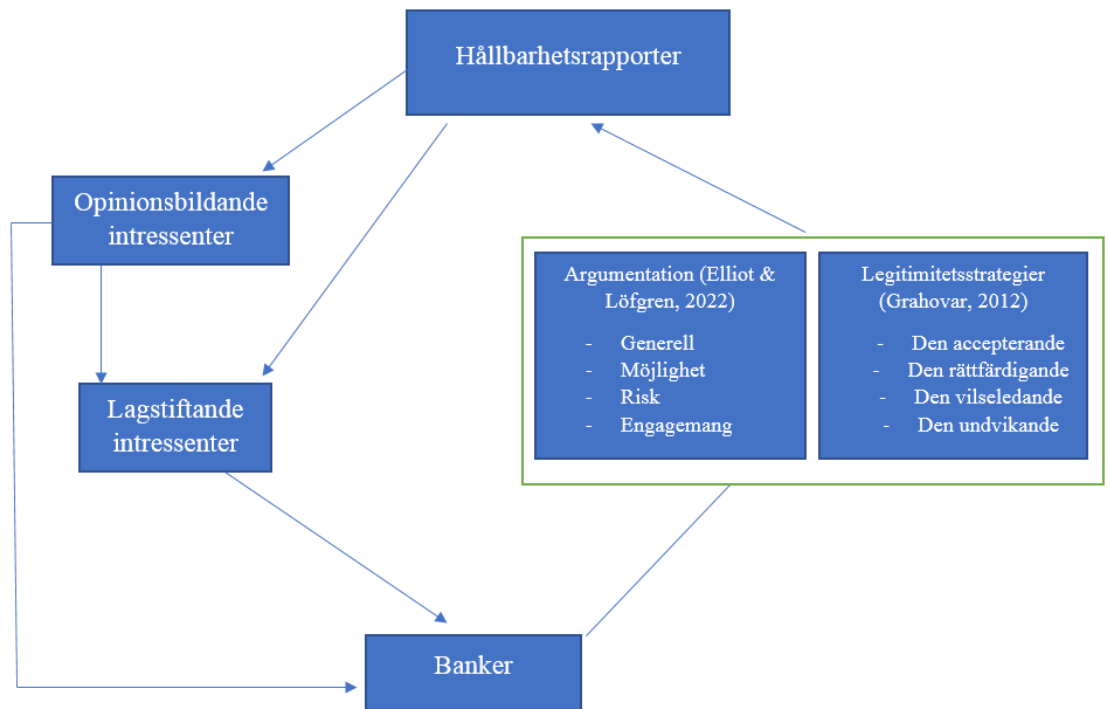 Hållbarhetsrapporter
Opinionsbildande
intressenter
Argumentation (Elliot &
Löfgren, 2022)
- Generell
- Möjlighet
- Risk
- Engagemang
Legitimitetsstrategier
(Grahovar, 2012)
- Den accepterande
- Den rättfärdigande
- Den vilseledande
- Den undvikande
Lagstiftande
intressenter
Banker